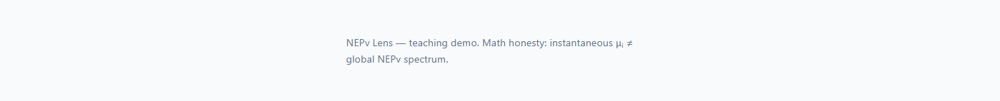 NEPv Lens — teaching demo. Math honesty: instantaneous μᵢ ≠
global NEPv spectrum.